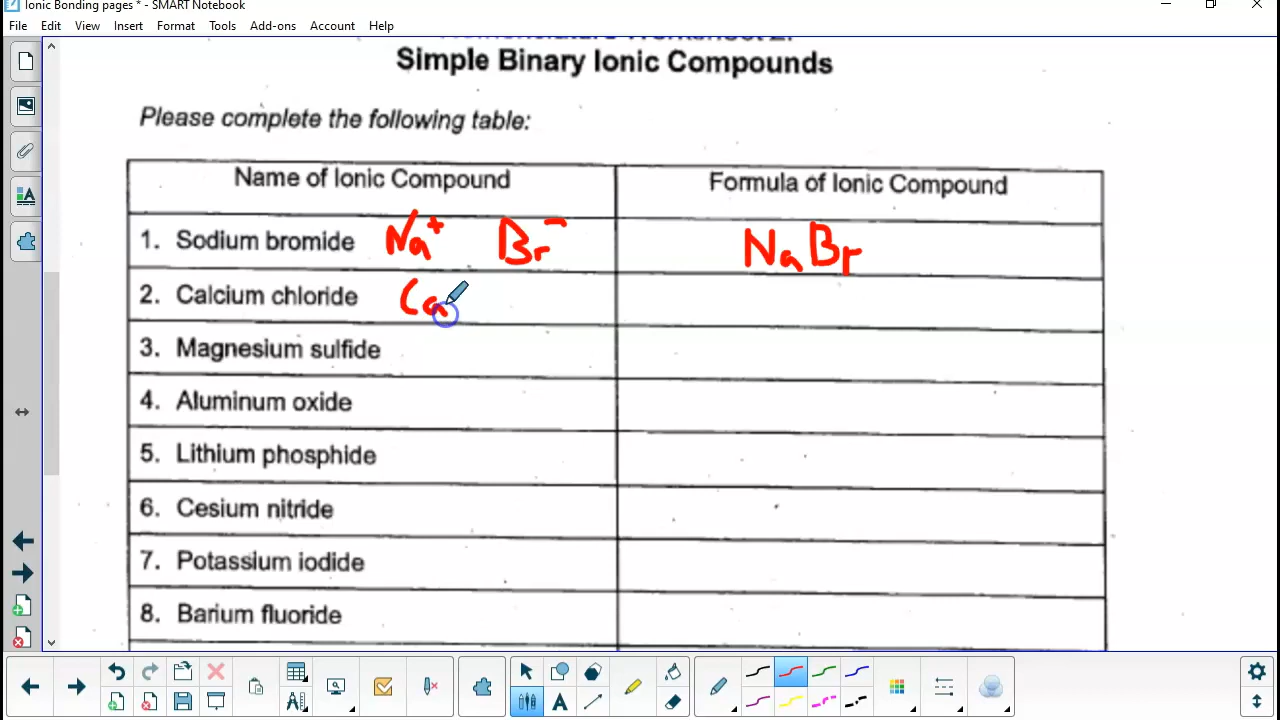 Ionic Bonding pages * - SMART Notebook
File Edit View Insert Format Tools Add-ons Account Help
Simple Binary Ionic Compounds
Please complete the following table:
Name of Ionic Compound Formula of Ionic Compound
1. Sodium bromide Na⁺ Br⁻ NaBr
2. Calcium chloride Ca
3. Magnesium sulfide
4. Aluminum oxide
5. Lithium phosphide
6. Cesium nitride
7. Potassium iodide
8. Barium fluoride